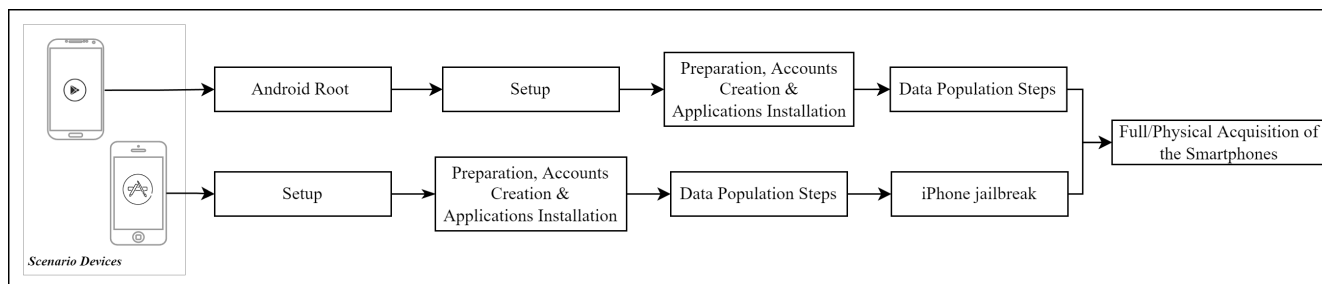 Android Root
Setup
Preparation, Accounts
Creation &
Applications Installation
Data Population Steps
Full/Physical Acquisition of
the Smartphones
Setup
Preparation, Accounts
Creation &
Applications Installation
Data Population Steps
iPhone jailbreak
Scenario Devices